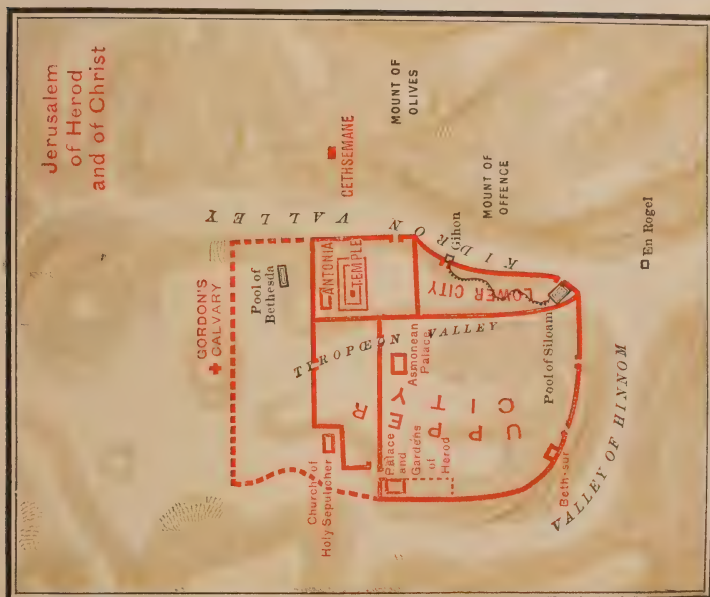 Jerusalem
of Herod
and of Christ
MOUNT OF
OLIVES
GETHSEMANE
KIDRON VALLEY
MOUNT OF
OFFENCE
GORDON'S
CALVARY
Pool of
Bethesda
ANTONIA
TEMPLE
Gihon
LOWER CITY
En Rogel
TYROPŒON VALLEY
Asmonean
Palace
Church of
Holy Sepulcher
Palace
and
Gardens
of
Herod
UPPER
CITY
Pool of Siloam
Beth-sur
VALLEY OF HINNOM